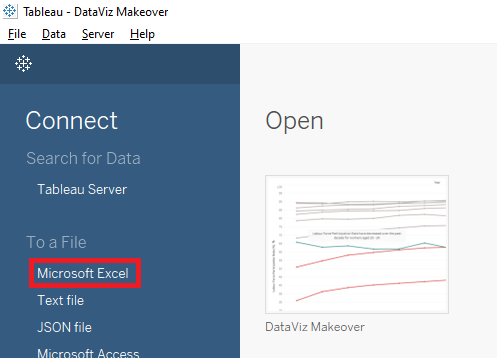 Tableau - DataViz Makeover
File Data Server Help
Connect
Open
Search for Data
Tableau Server
To a File
Microsoft Excel
Text file
JSON file
Microsoft Access
DataViz Makeover